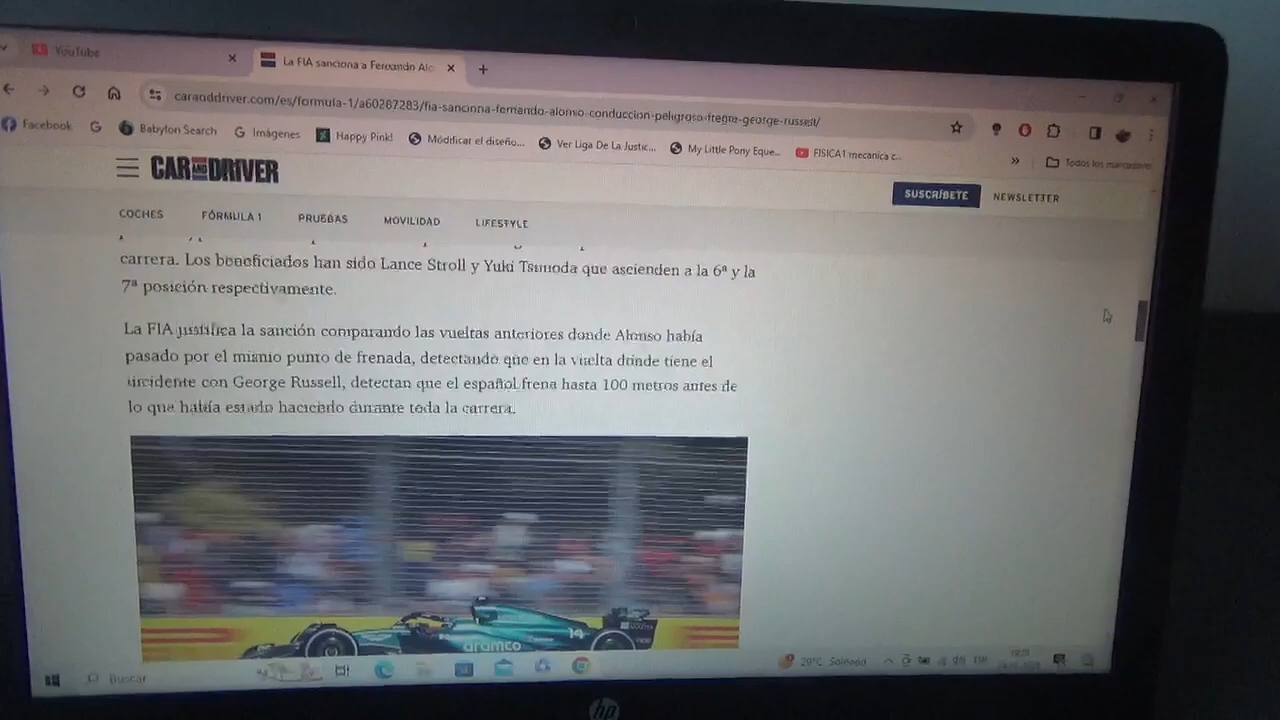 YouTube
La FIA sanciona a Fernando Alo
caranddriver.com/es/formula-1/a60287283/fia-sanciona-fernando-alonso-conduccion-peligroso-frena-george-russell/
Facebook
Babylon Search
Imágenes
Happy Pink!
Modificar el diseño...
Ver Liga De La Justic...
My Little Pony Eque...
FISICA1 mecanica c...
Todos los marcadores
CAR AND DRIVER
SUSCRÍBETE
NEWSLETTER
COCHES
FÓRMULA 1
PRUEBAS
MOVILIDAD
LIFESTYLE
carrera. Los beneficiados han sido Lance Stroll y Yuki Tsunoda que ascienden a la 6ª y la
7ª posición respectivamente.
La FIA justifica la sanción comparando las vueltas anteriores donde Alonso había
pasado por el mismo punto de frenada, detectando que en la vuelta donde tiene el
incidente con George Russell, detectan que el español frena hasta 100 metros antes de
lo que había estado haciendo durante toda la carrera.
14
aramco
Buscar
29°C Soleado
ESP
hp